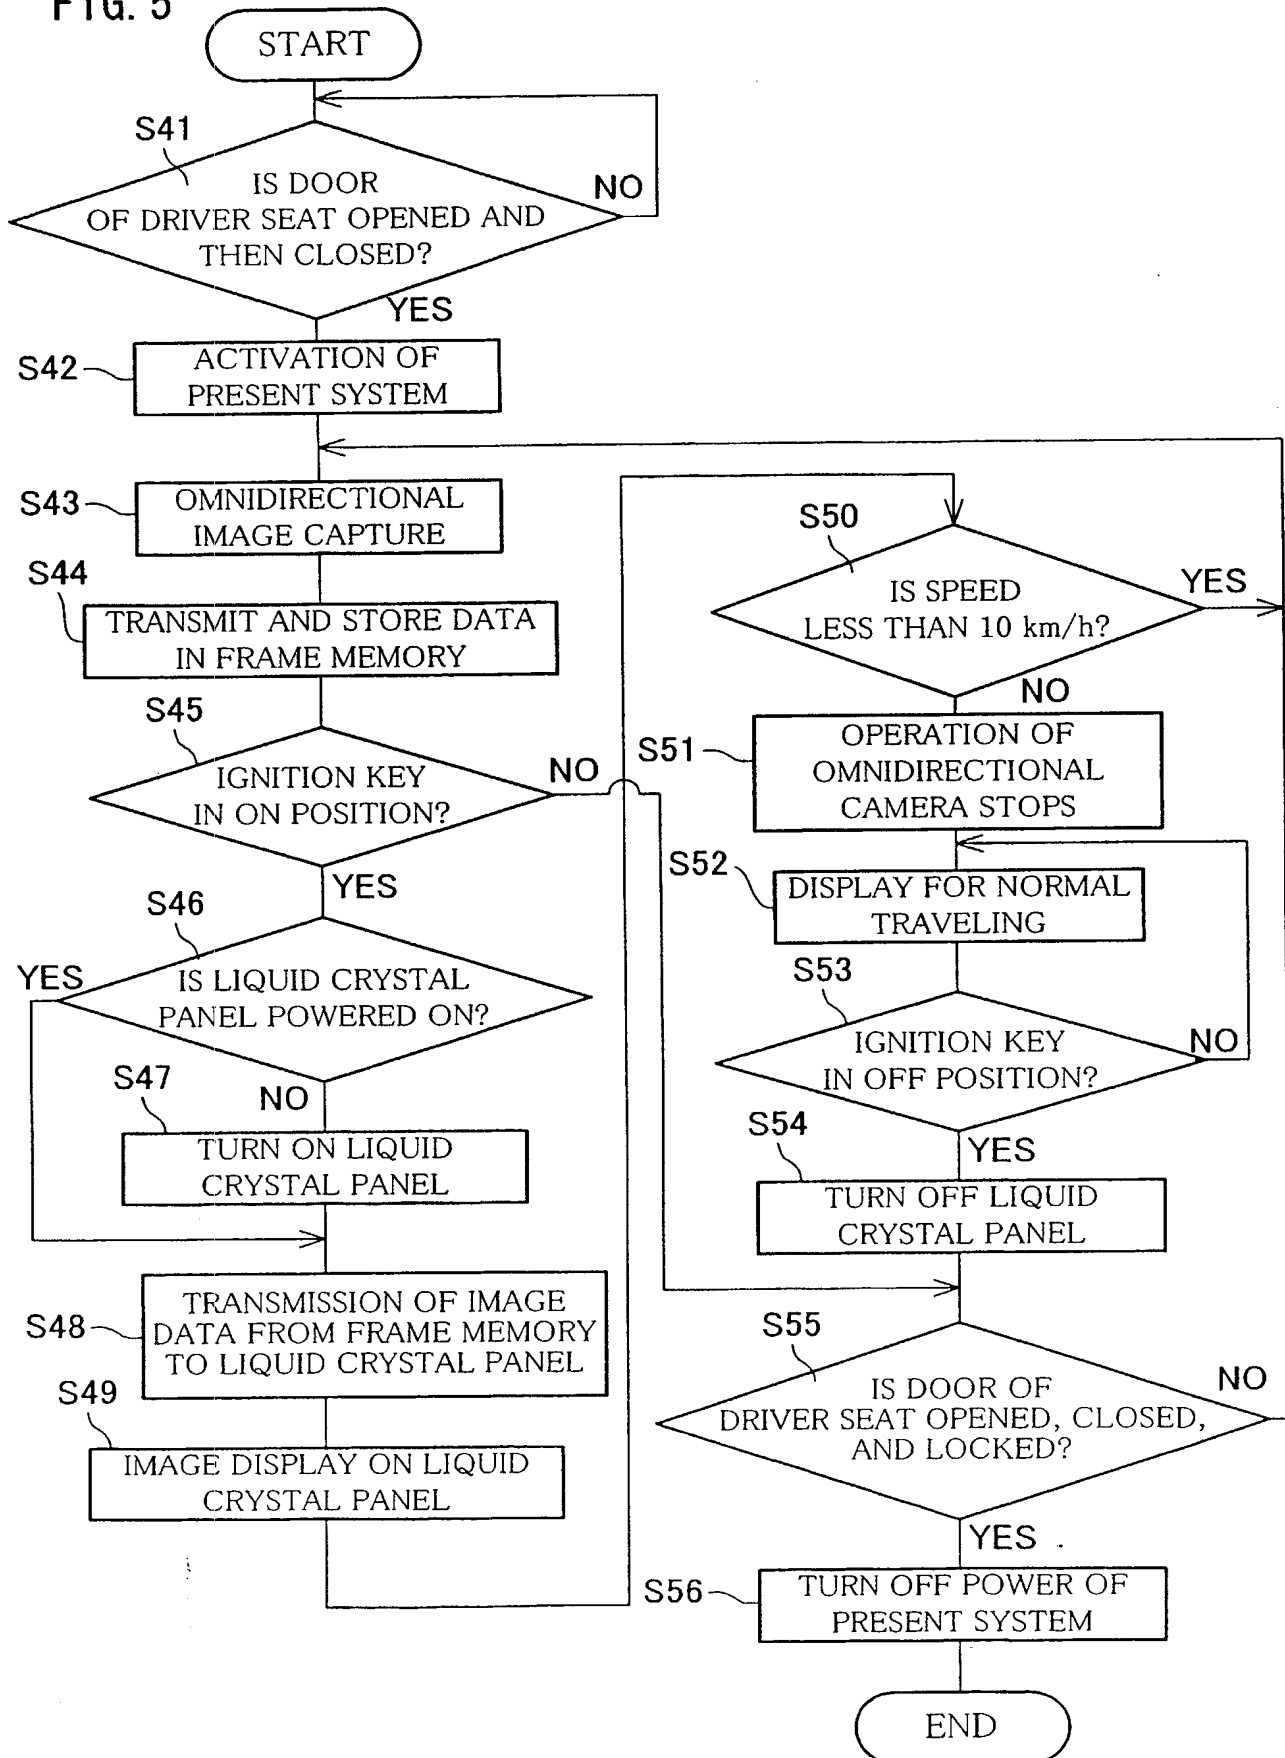 FIG. 5
START
S41
IS DOOR
OF DRIVER SEAT OPENED AND
THEN CLOSED?
NO
YES
S42
ACTIVATION OF
PRESENT SYSTEM
S43
OMNIDIRECTIONAL
IMAGE CAPTURE
S44
TRANSMIT AND STORE DATA
IN FRAME MEMORY
S45
IGNITION KEY
IN ON POSITION?
NO
YES
S46
IS LIQUID CRYSTAL
PANEL POWERED ON?
YES
NO
S47
TURN ON LIQUID
CRYSTAL PANEL
S48
TRANSMISSION OF IMAGE
DATA FROM FRAME MEMORY
TO LIQUID CRYSTAL PANEL
S49
IMAGE DISPLAY ON LIQUID
CRYSTAL PANEL
S50
IS SPEED
LESS THAN 10 km/h?
YES
NO
S51
OPERATION OF
OMNIDIRECTIONAL
CAMERA STOPS
S52
DISPLAY FOR NORMAL
TRAVELING
S53
IGNITION KEY
IN OFF POSITION?
NO
YES
S54
TURN OFF LIQUID
CRYSTAL PANEL
S55
IS DOOR OF
DRIVER SEAT OPENED, CLOSED,
AND LOCKED?
NO
YES
S56
TURN OFF POWER OF
PRESENT SYSTEM
END